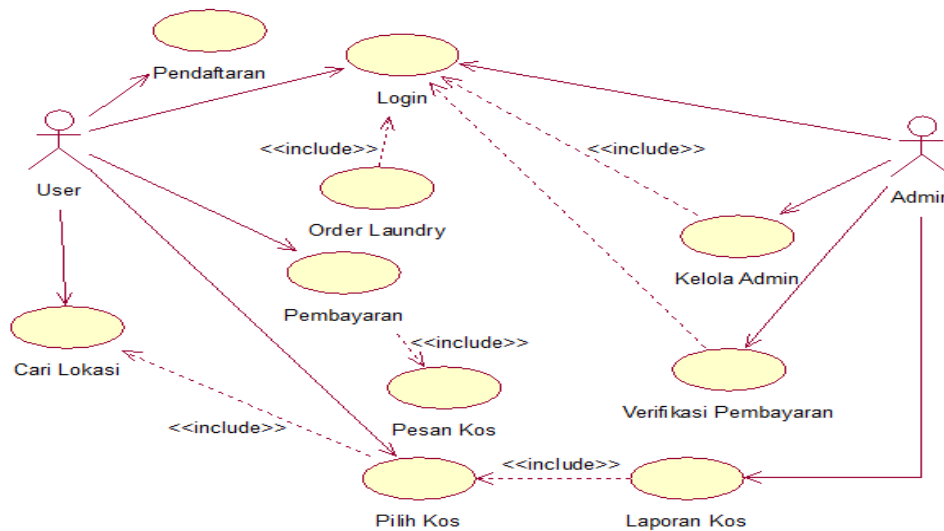 Pendaftaran
Login
<<include>>
<<include>>
User
Admin
Order Laundry
Kelola Admin
Pembayaran
<<include>>
Cari Lokasi
Verifikasi Pembayaran
<<include>>
Pesan Kos
<<include>>
Pilih Kos
Laporan Kos